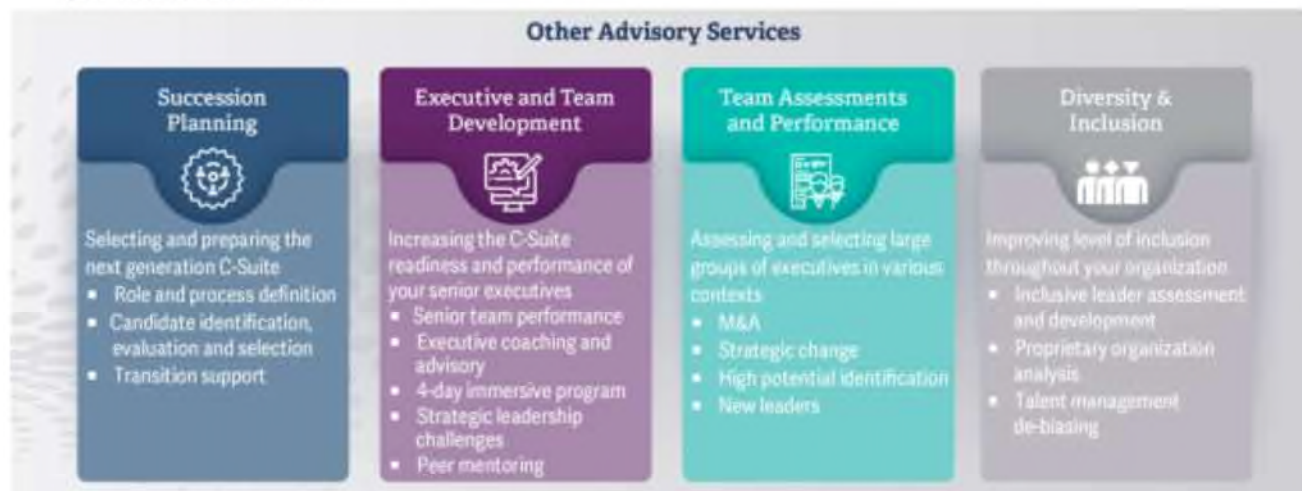 Other Advisory Services
Succession
Planning
Selecting and preparing the
next generation C-Suite
▪ Role and process definition
▪ Candidate identification,
evaluation and selection
▪ Transition support
Executive and Team
Development
Increasing the C-Suite
readiness and performance of
your senior executives
▪ Senior team performance
▪ Executive coaching and
advisory
▪ 4-day immersive program
▪ Strategic leadership
challenges
▪ Peer mentoring
Team Assessments
and Performance
Assessing and selecting large
groups of executives in various
contexts
▪ M&A
▪ Strategic change
▪ High potential identification
▪ New leaders
Diversity &
Inclusion
Improving level of inclusion
throughout your organization
▪ Inclusive leader assessment
and development
▪ Proprietary organization
analysis
▪ Talent management
de-biasing